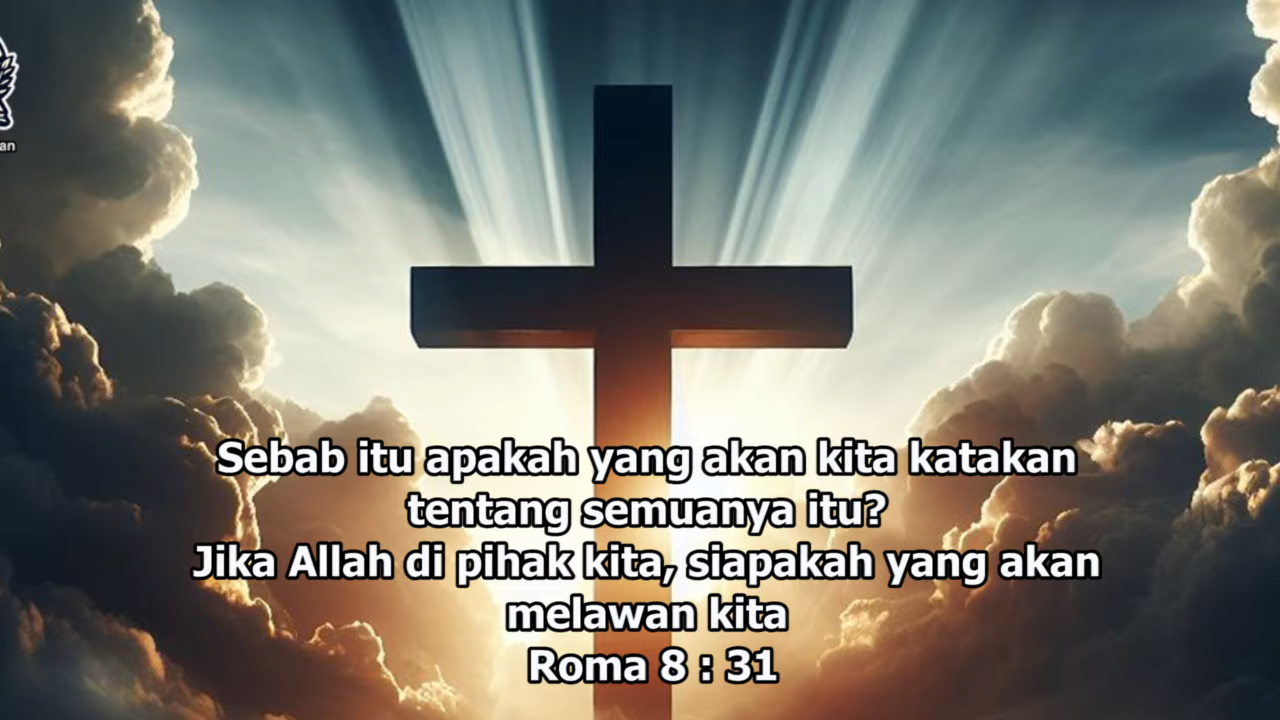 an
Sebab itu apakah yang akan kita katakan
tentang semuanya itu?
Jika Allah di pihak kita, siapakah yang akan
melawan kita
Roma 8 : 31